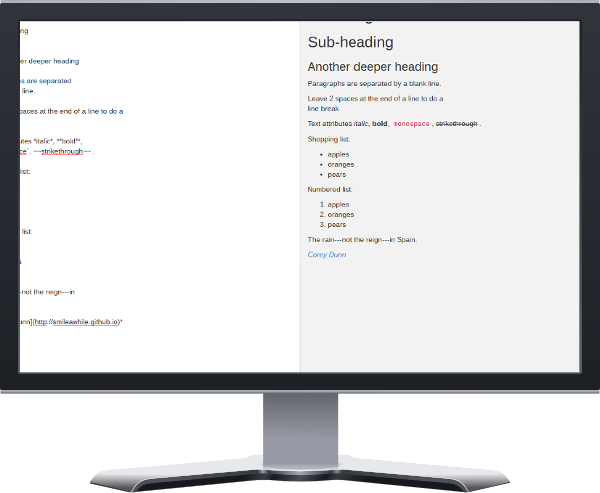 ng
er deeper heading
s are separated
line.
paces at the end of a line to do a
utes *italic*, **bold**,
ce`, ~~strikethrough~~ .
list:
list:
s
-not the reign---in
unn](http://smileawhile.github.io)*
Sub-heading
Another deeper heading
Paragraphs are separated by a blank line.
Leave 2 spaces at the end of a line to do a
line break
Text attributes italic, bold, monospace , strikethrough .
Shopping list:
• apples
• oranges
• pears
Numbered list:
1. apples
2. oranges
3. pears
The rain---not the reign---in Spain.
Corey Dunn